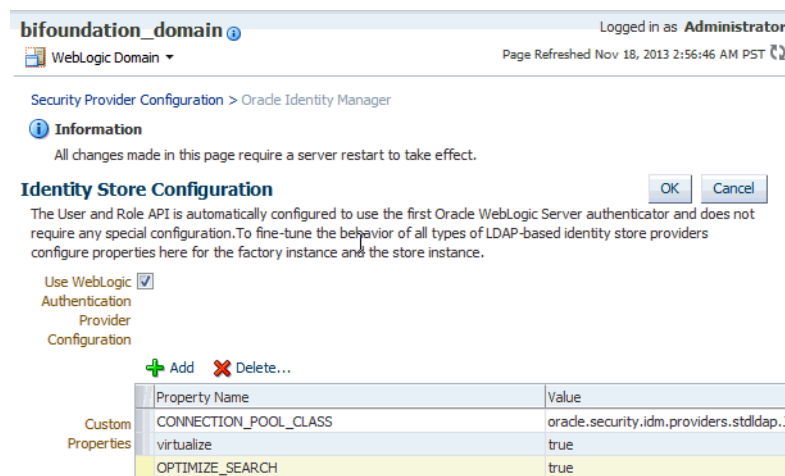 bifoundation_domain
Logged in as Administrator
WebLogic Domain
Page Refreshed Nov 18, 2013 2:56:46 AM PST
Security Provider Configuration > Oracle Identity Manager
Information
All changes made in this page require a server restart to take effect.
Identity Store Configuration
OK Cancel
The User and Role API is automatically configured to use the first Oracle WebLogic Server authenticator and does not
require any special configuration.To fine-tune the behavior of all types of LDAP-based identity store providers
configure properties here for the factory instance and the store instance.
Use WebLogic
Authentication
Provider
Configuration
Add Delete...
Property Name Value
Custom
Properties
CONNECTION_POOL_CLASS oracle.security.idm.providers.stdldap.
virtualize true
OPTIMIZE_SEARCH true